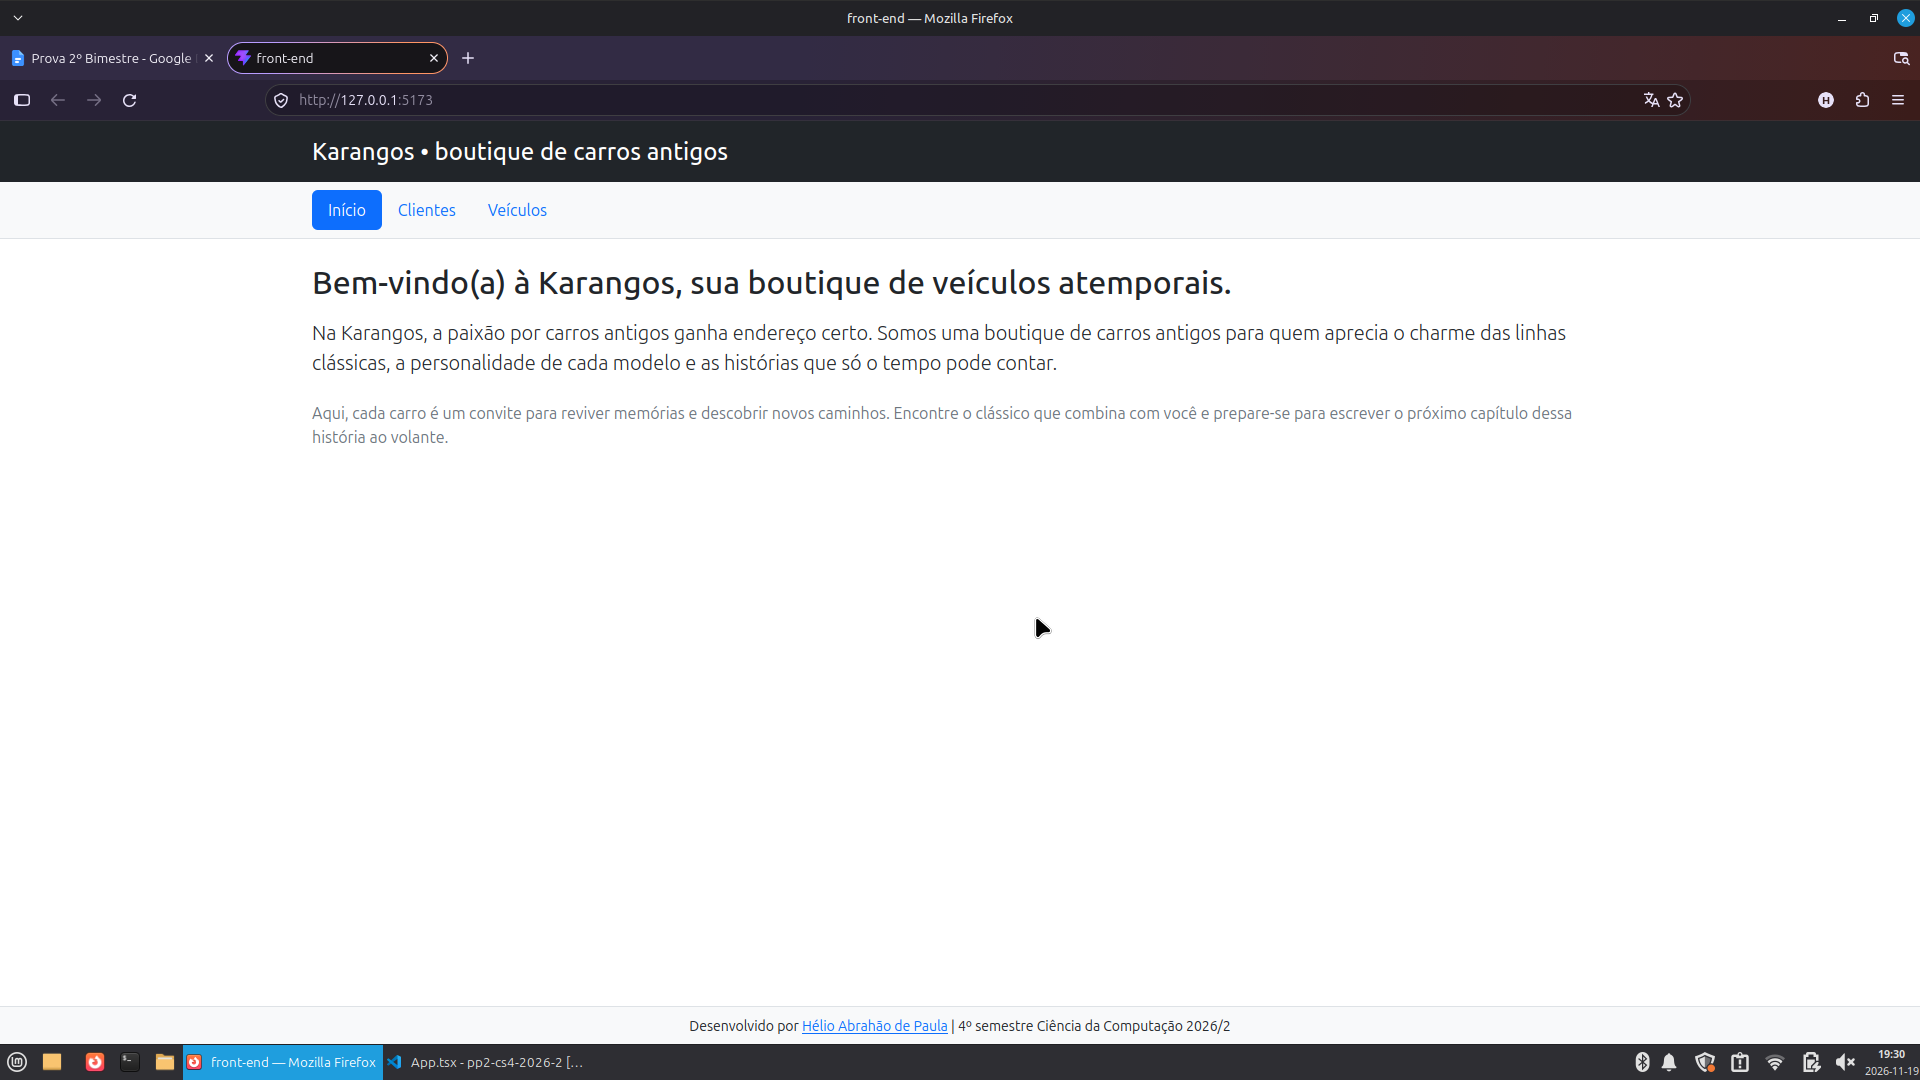 front-end — Mozilla Firefox
Prova 2º Bimestre - Google
front-end
http://127.0.0.1:5173
H
Karangos • boutique de carros antigos
Início Clientes Veículos
Bem-vindo(a) à Karangos, sua boutique de veículos atemporais.
Na Karangos, a paixão por carros antigos ganha endereço certo. Somos uma boutique de carros antigos para quem aprecia o charme das linhas
clássicas, a personalidade de cada modelo e as histórias que só o tempo pode contar.
Aqui, cada carro é um convite para reviver memórias e descobrir novos caminhos. Encontre o clássico que combina com você e prepare-se para escrever o próximo capítulo dessa
história ao volante.
Desenvolvido por Hélio Abrahão de Paula | 4º semestre Ciência da Computação 2026/2
front-end — Mozilla Firefox
App.tsx - pp2-cs4-2026-2 [...
19:30
2026-11-19